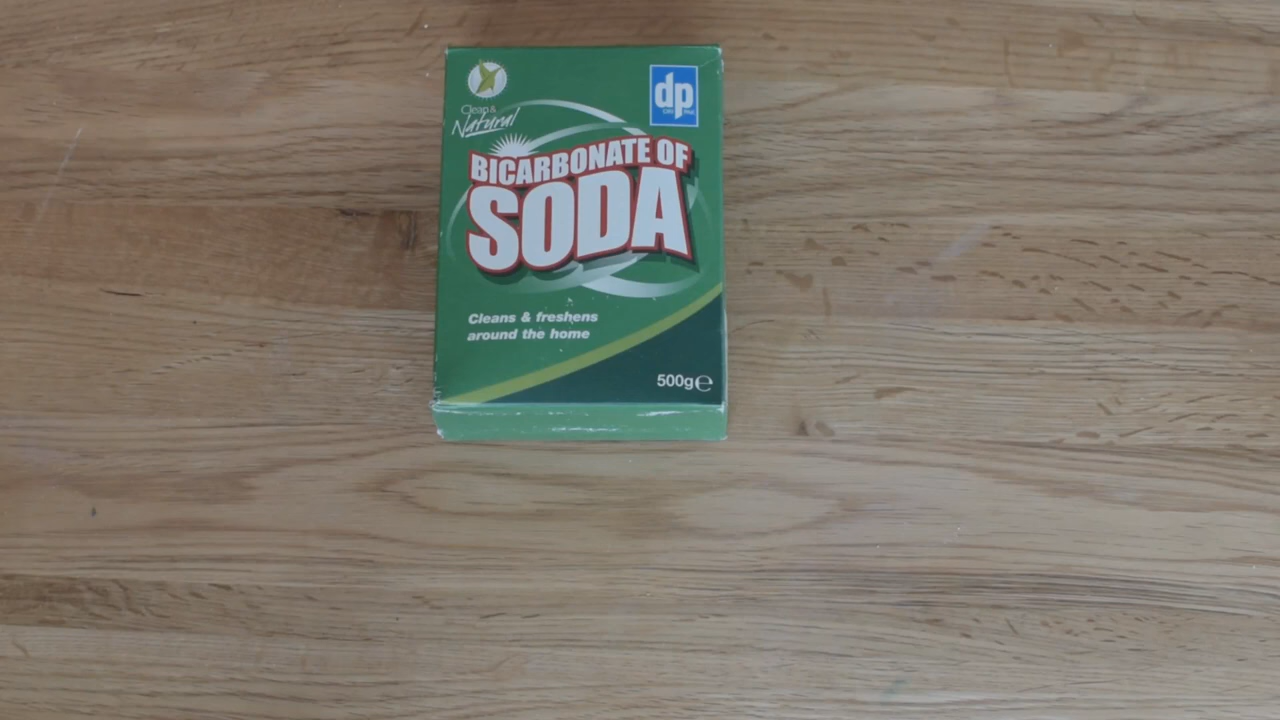 Clean &
Natural
dp
BICARBONATE OF
SODA
Cleans & freshens
around the home
500g℮